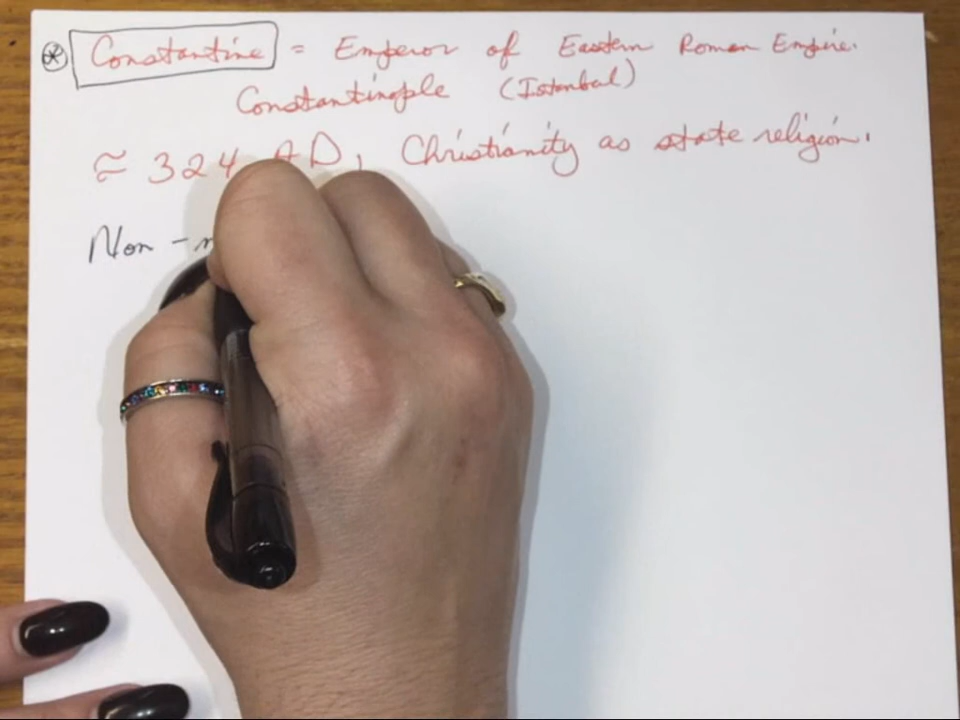 ⊛ Constantine = Emperor of Eastern Roman Empire.
Constantinople (Istanbul)
≈ 324 AD, Christianity as state religion.
Non -